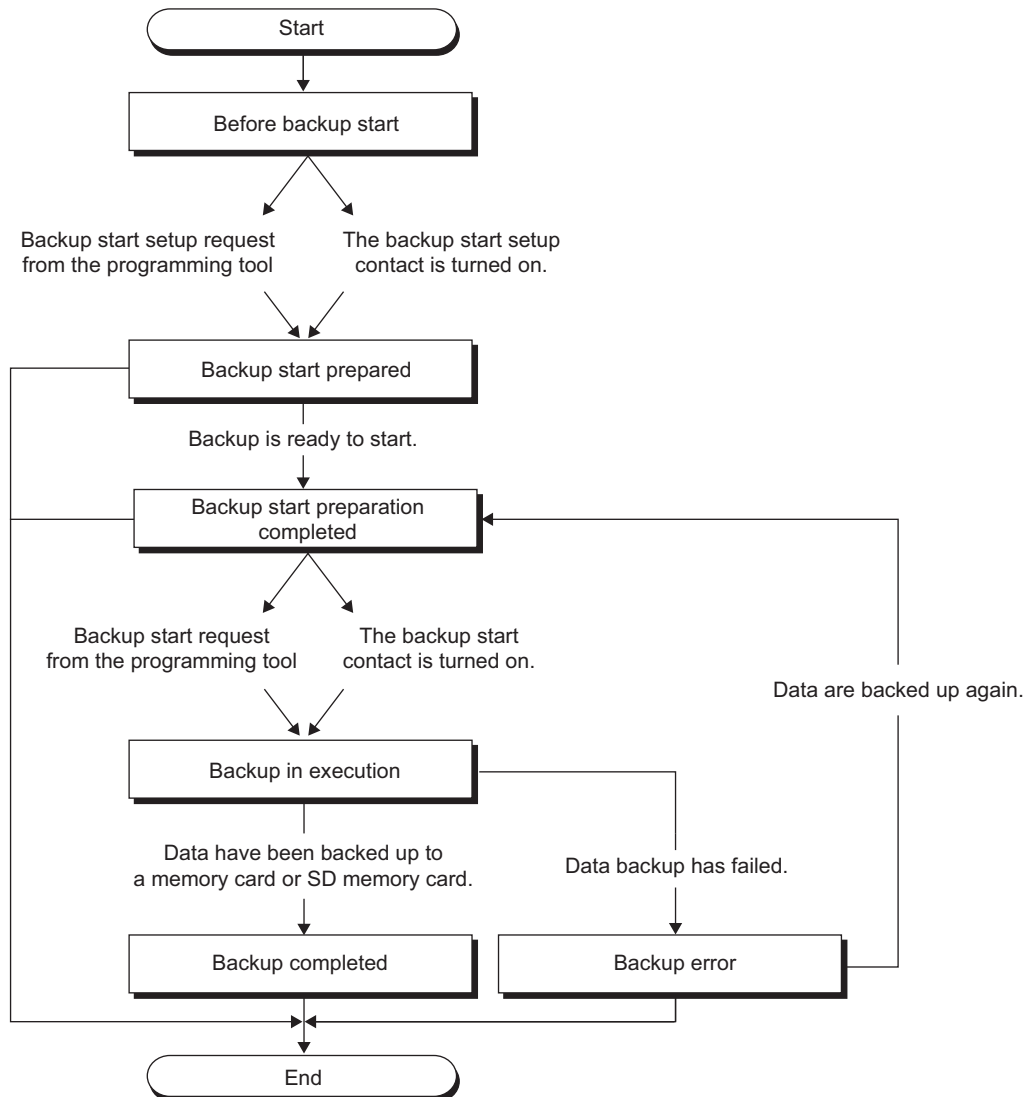 Start
Before backup start
Backup start setup request
from the programming tool
The backup start setup
contact is turned on.
Backup start prepared
Backup is ready to start.
Backup start preparation
completed
Backup start request
from the programming tool
The backup start
contact is turned on.
Data are backed up again.
Backup in execution
Data have been backed up to
a memory card or SD memory card.
Data backup has failed.
Backup completed
Backup error
End